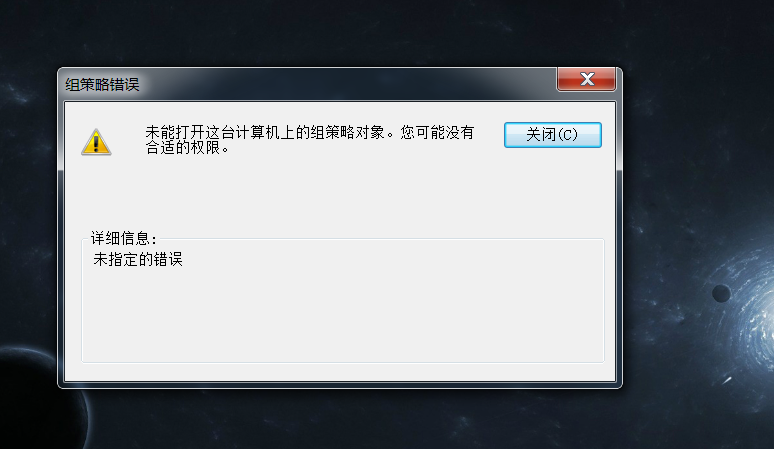 组策略错误
未能打开这台计算机上的组策略对象。您可能没有
合适的权限。
关闭(C)
详细信息:
未指定的错误